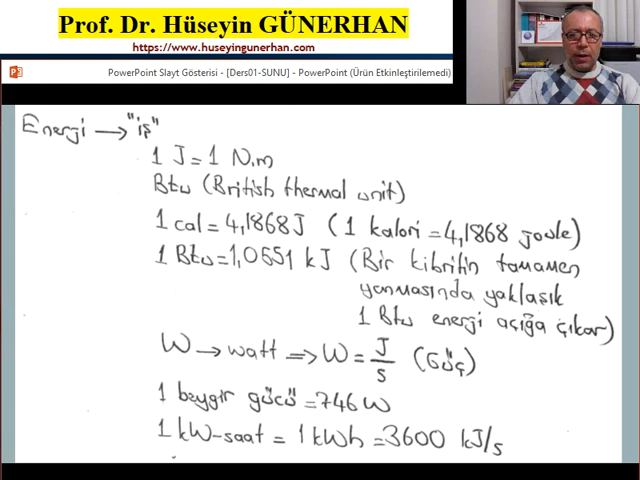 Prof. Dr. Hüseyin GÜNERHAN
https://www.huseyingunerhan.com
PowerPoint Slayt Gösterisi - [Ders01-SUNU] - PowerPoint (Ürün Etkinleştirilemedi)
Energi → "iş"
1 J = 1 N.m
Btu (British thermal unit)
1 cal = 4,1868 J (1 kalori = 4,1868 joule)
1 Btu = 1,0551 kJ (Bir kibritin tamamen
yanmasında yaklaşık
1 Btu energi açığa çıkar)
W → watt ⇒ W = J/s (Güç)
1 beygir gücü = 746 W
1 kW-saat = 1 kWh = 3600 kJ/s